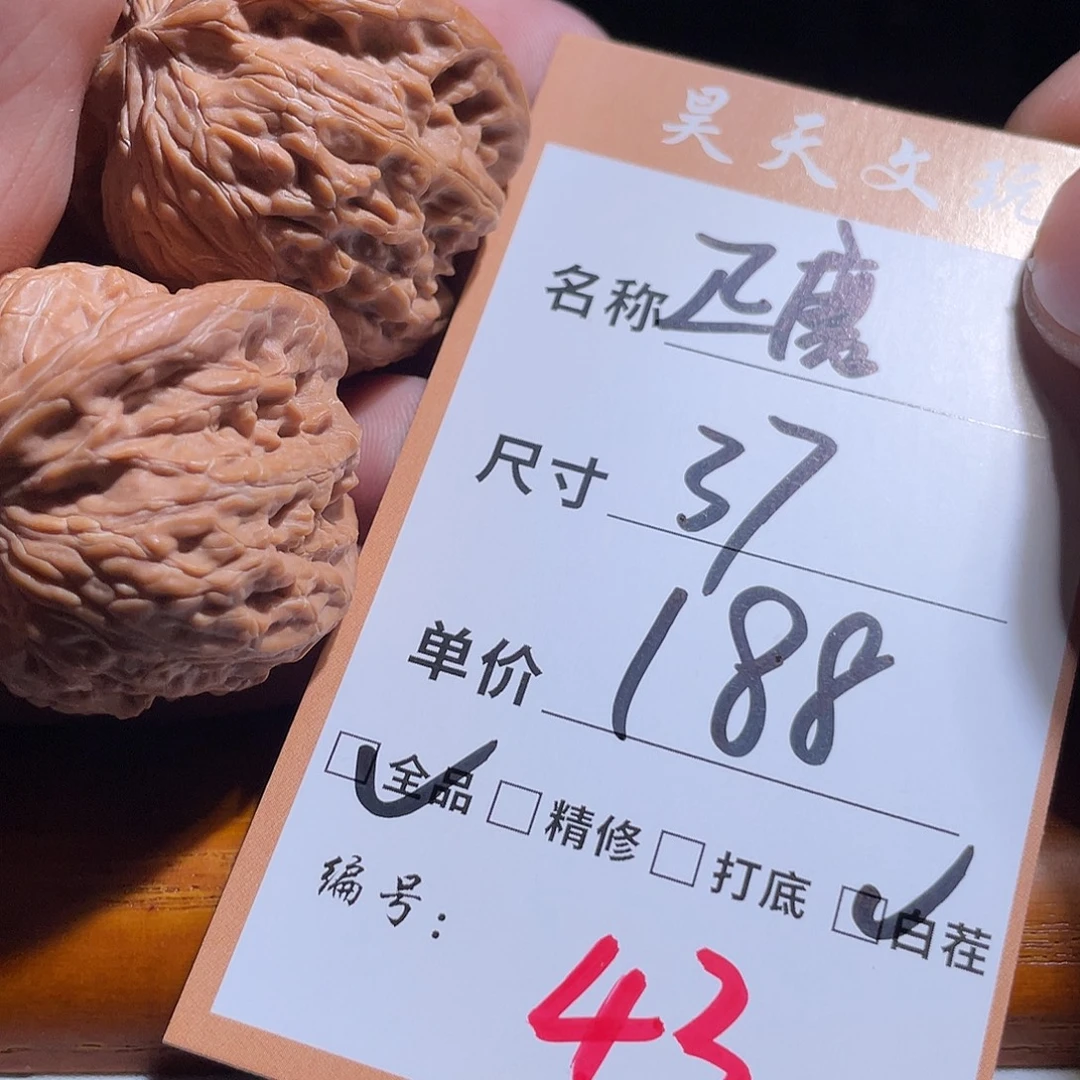 昊天文玩
名称 魔
尺寸 37
单价 188
全品 精修 打底 白茬
编号:
43